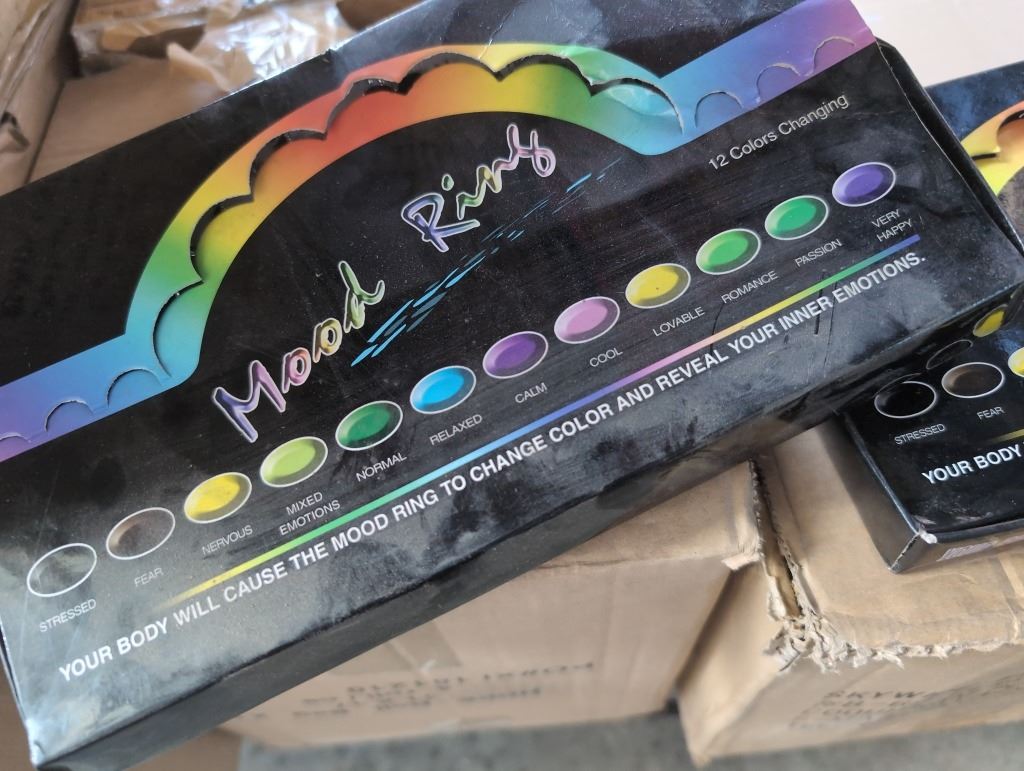 Mood Ring
12 Colors Changing
STRESSED
FEAR
NERVOUS
MIXED
EMOTIONS
NORMAL
RELAXED
CALM
COOL
LOVABLE
ROMANCE
PASSION
VERY
HAPPY
YOUR BODY WILL CAUSE THE MOOD RING TO CHANGE COLOR AND REVEAL YOUR INNER EMOTIONS.
STRESSED
FEAR
YOUR BODY